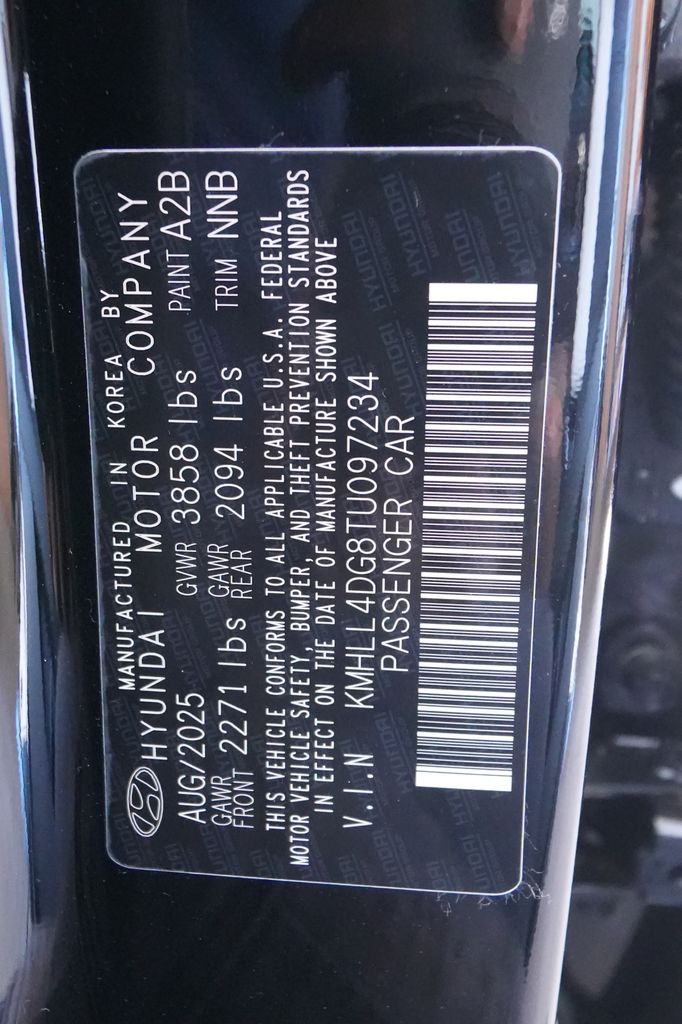 MANUFACTURED IN KOREA BY
HYUNDAI MOTOR COMPANY
AUG/2025 GVWR 3858 lbs PAINT A2B
GAWR FRONT 2271 lbs GAWR REAR 2094 lbs TRIM NNB
THIS VEHICLE CONFORMS TO ALL APPLICABLE U.S.A. FEDERAL
MOTOR VEHICLE SAFETY, BUMPER, AND THEFT PREVENTION STANDARDS
IN EFFECT ON THE DATE OF MANUFACTURE SHOWN ABOVE
V.I.N KMHLL4DG8TU097234
PASSENGER CAR